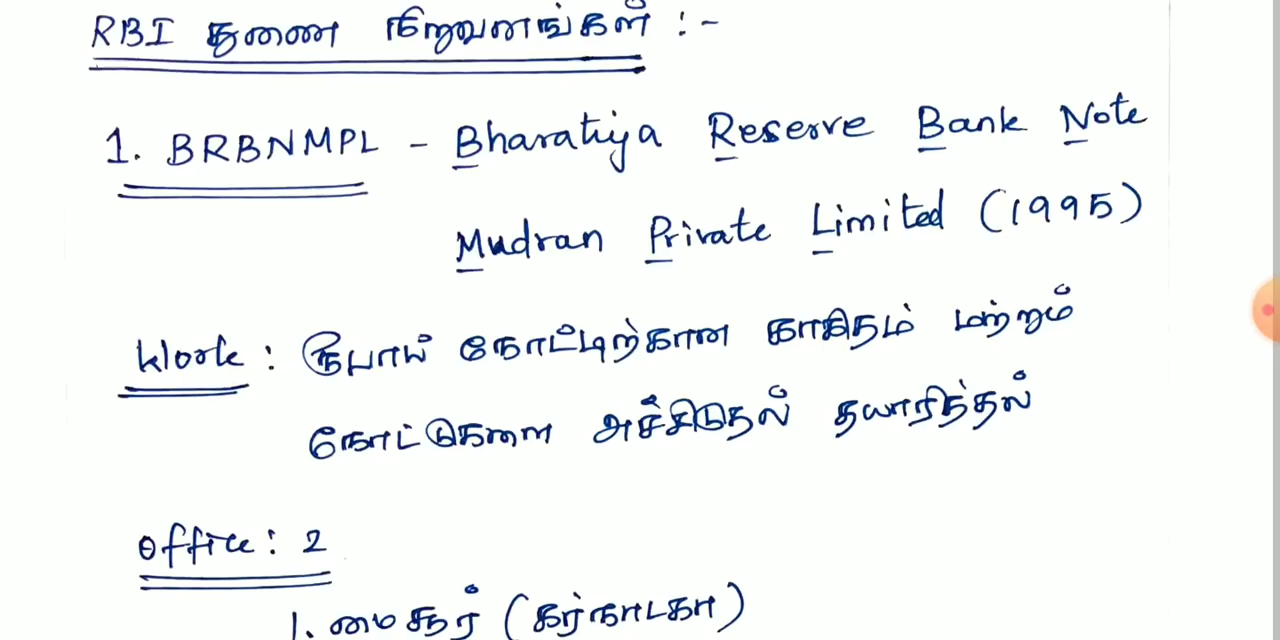 RBI துணை நிறுவனங்கள் :-
1. BRBNMPL - Bharatiya Reserve Bank Note
Mudran Private Limited (1995)
Work : ரூபாய் நோட்டிற்கான காகிதம் மற்றும்
நோட்டுகளை அச்சிடுதல் தயாரித்தல்
Office : 2
1. மைசூர் (கர்நாடகா)